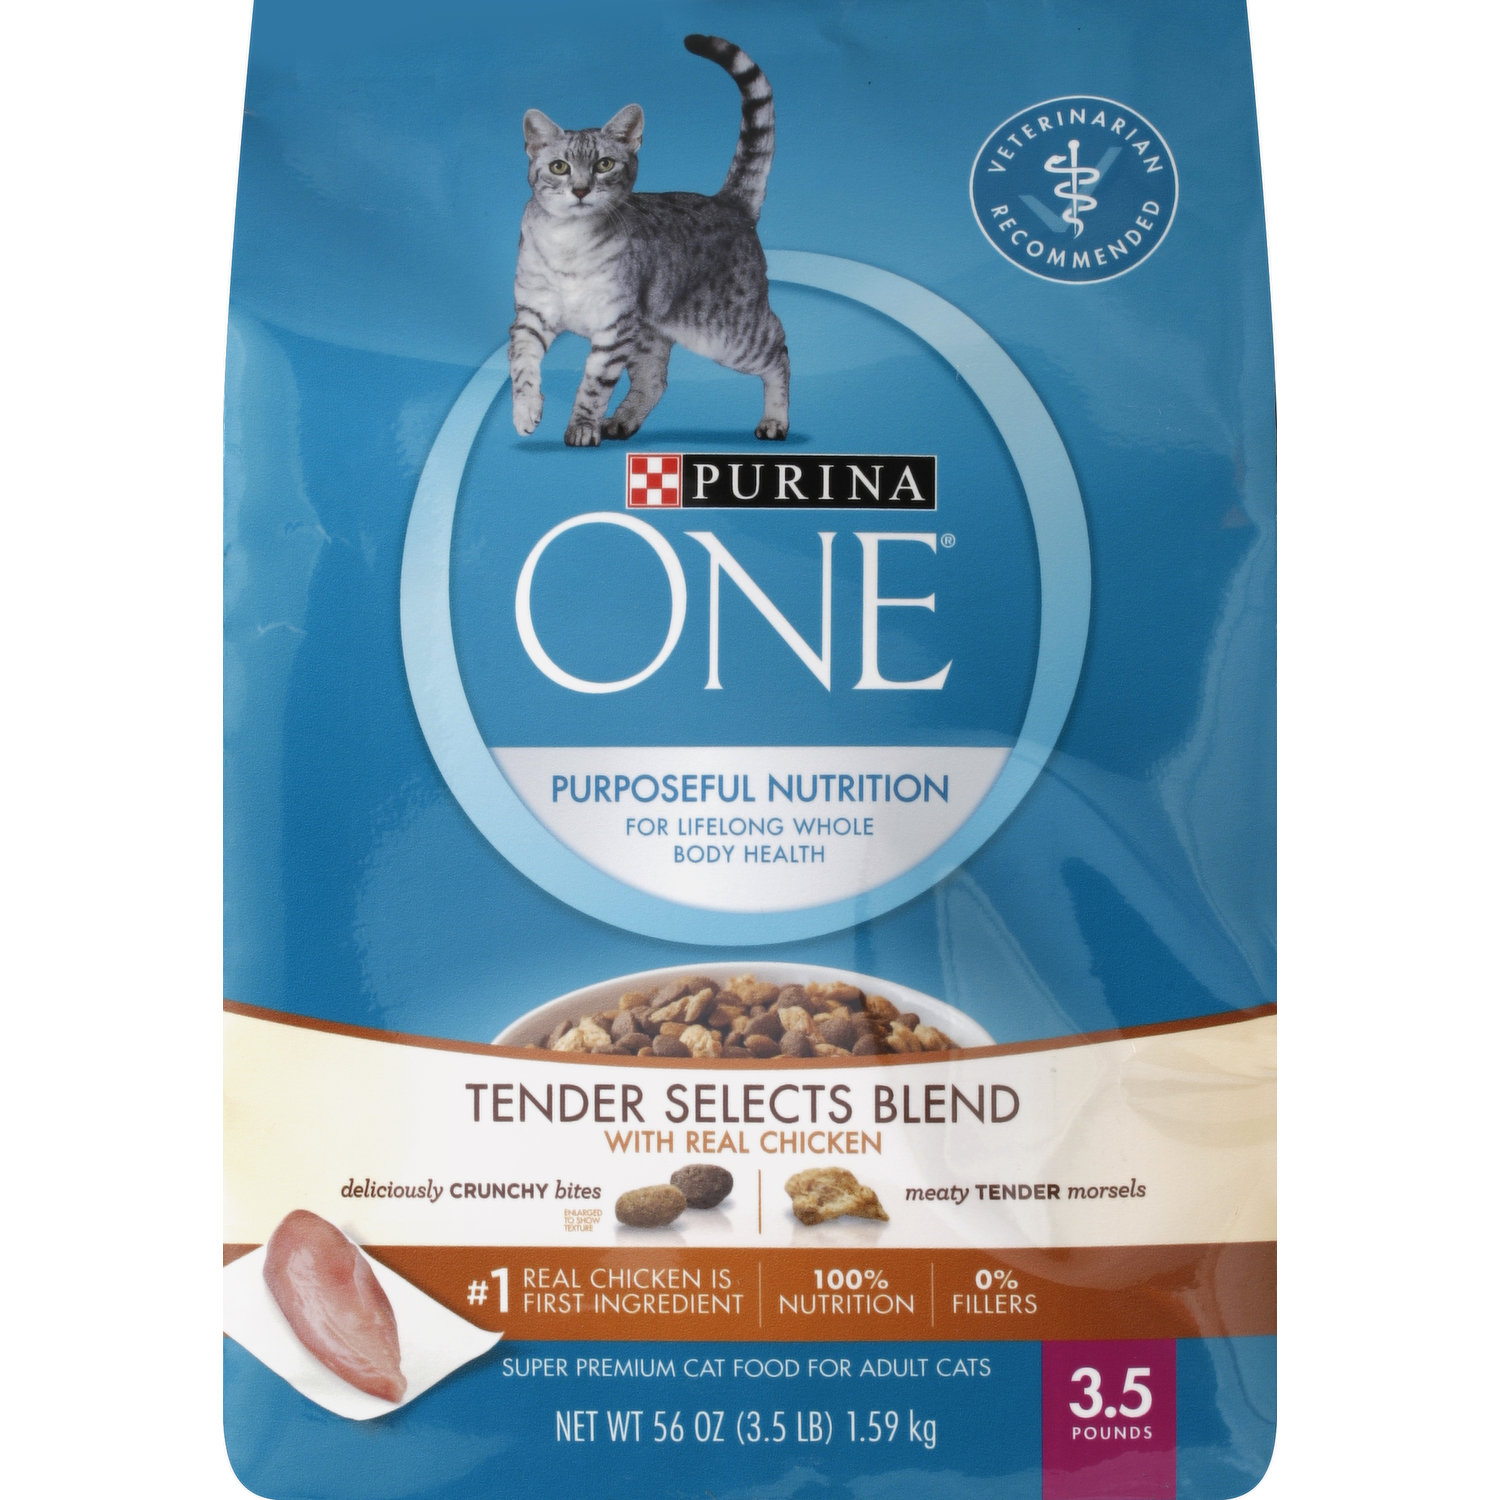 VETERINARIAN
RECOMMENDED
PURINA
ONE®
PURPOSEFUL NUTRITION
FOR LIFELONG WHOLE
BODY HEALTH
TENDER SELECTS BLEND
WITH REAL CHICKEN
deliciously CRUNCHY bites
ENLARGED
TO SHOW
TEXTURE
meaty TENDER morsels
#1 REAL CHICKEN IS
FIRST INGREDIENT
100%
NUTRITION
0%
FILLERS
SUPER PREMIUM CAT FOOD FOR ADULT CATS
NET WT 56 OZ (3.5 LB) 1.59 kg
3.5
POUNDS